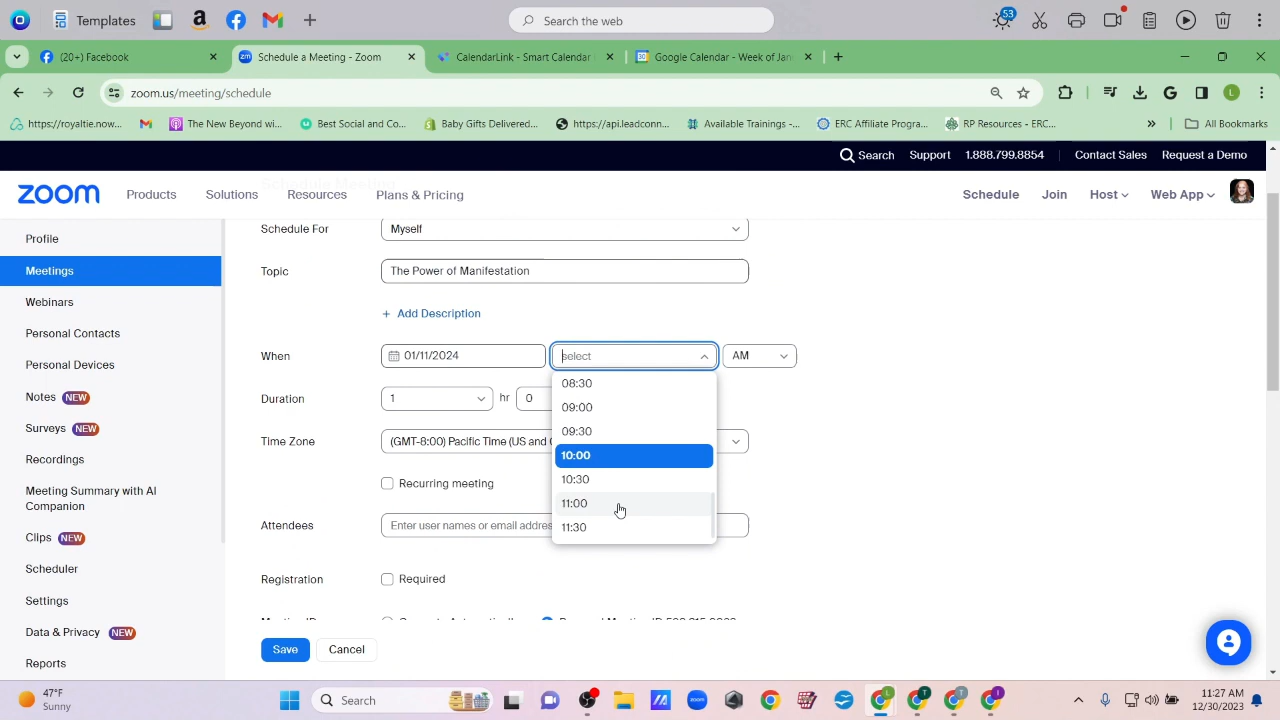 Templates
Search the web
53
(20+) Facebook
Schedule a Meeting - Zoom
CalendarLink - Smart Calendar
Google Calendar - Week of Jan
zoom.us/meeting/schedule
https://royaltie.now...
The New Beyond wi...
Best Social and Co...
Baby Gifts Delivered...
https://api.leadconn...
Available Trainings -...
ERC Affiliate Progra...
RP Resources - ERC...
All Bookmarks
Search
Support
1.888.799.8854
Contact Sales
Request a Demo
zoom
Products
Solutions
Resources
Plans & Pricing
Schedule
Join
Host
Web App
Profile
Meetings
Webinars
Personal Contacts
Personal Devices
Notes NEW
Surveys NEW
Recordings
Meeting Summary with AI
Companion
Clips NEW
Scheduler
Settings
Data & Privacy NEW
Reports
Schedule For
Myself
Topic
The Power of Manifestation
+ Add Description
When
01/11/2024
select
AM
08:30
09:00
09:30
10:00
10:30
11:00
11:30
Duration
1
hr
0
Time Zone
(GMT-8:00) Pacific Time (US and
Recurring meeting
Attendees
Enter user names or email addre
Registration
Required
Save
Cancel
47°F
Sunny
Search
11:27 AM
12/30/2023